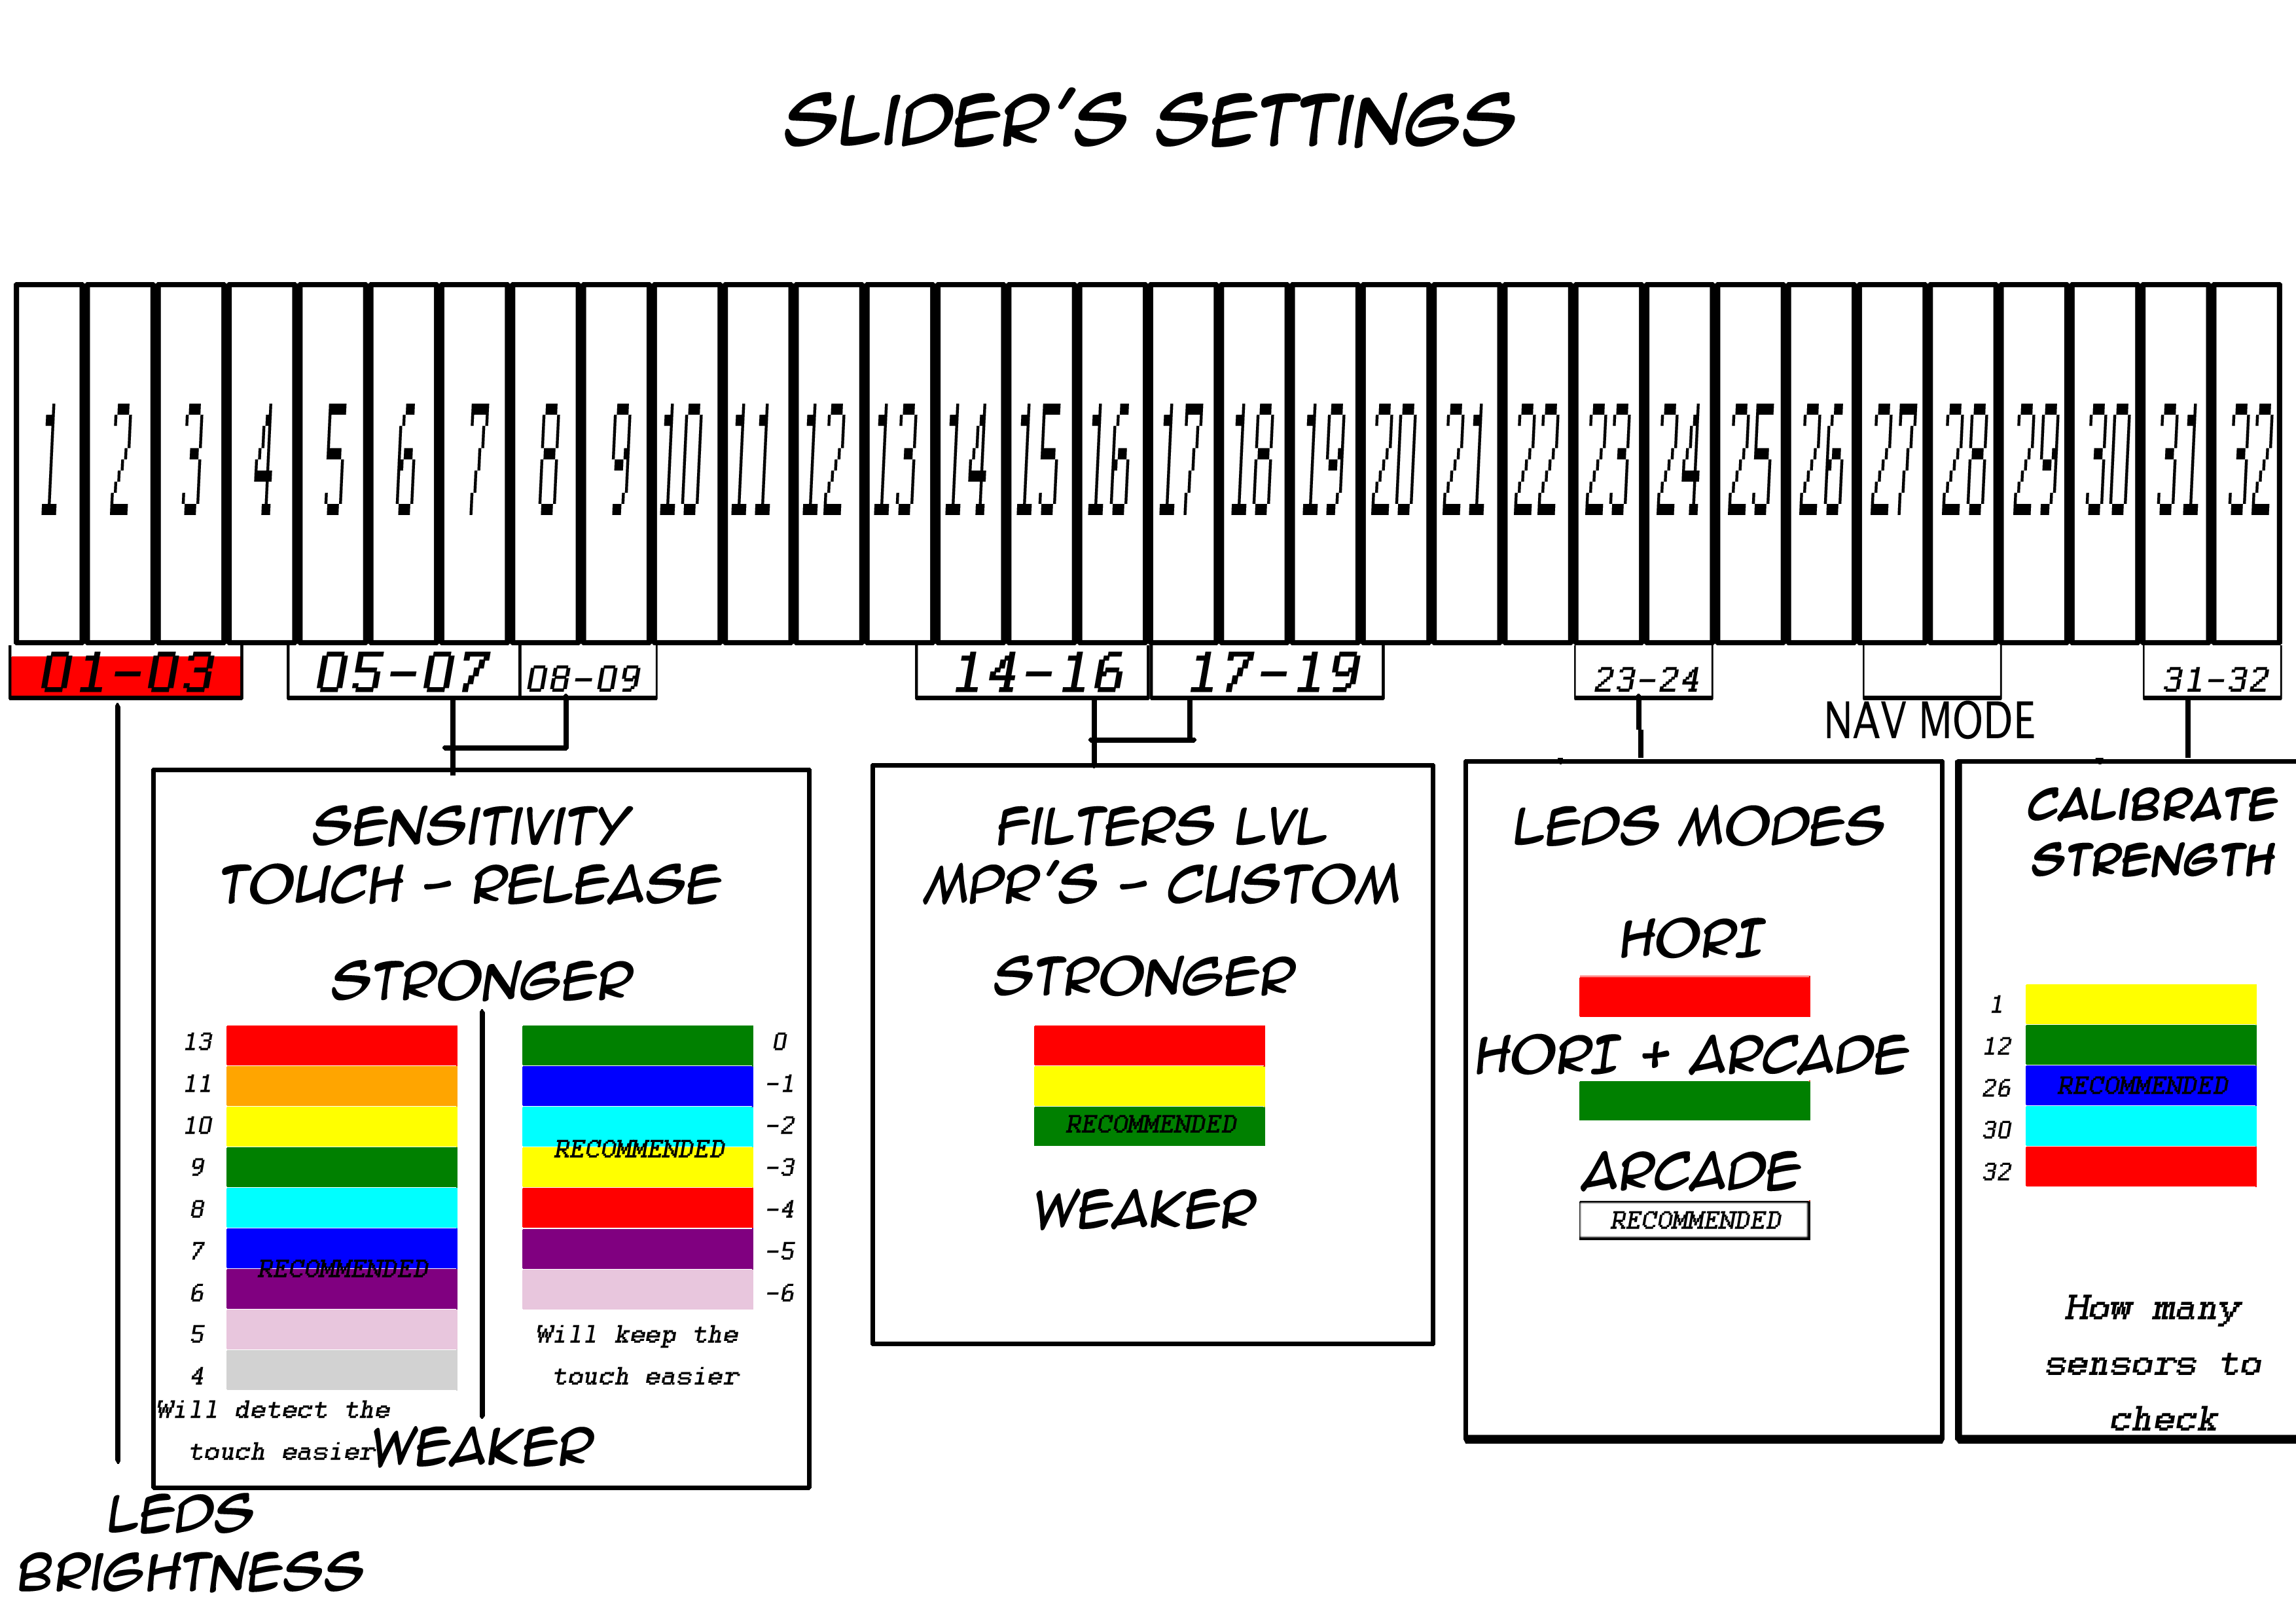 SLIDER'S SETTINGS
1 2 3 4 5 6 7 8 9 10 11 12 13 14 15 16 17 18 19 20 21 22 23 24 25 26 27 28 29 30 31 32
01-03 05-07 08-09 14-16 17-19 23-24 31-32
NAV MODE
SENSITIVITY
TOUCH - RELEASE
STRONGER
13 0
11 -1
10 -2
RECOMMENDED
9 -3
8 -4
7 -5
RECOMMENDED
6 -6
5
4
Will keep the
touch easier
Will detect the
touch easier
WEAKER
FILTERS LVL
MPR'S - CUSTOM
STRONGER
RECOMMENDED
WEAKER
LEDS MODES
HORI
HORI + ARCADE
ARCADE
RECOMMENDED
CALIBRATE
STRENGTH
1
12
26 RECOMMENDED
30
32
How many
sensors to
check
LEDS
BRIGHTNESS